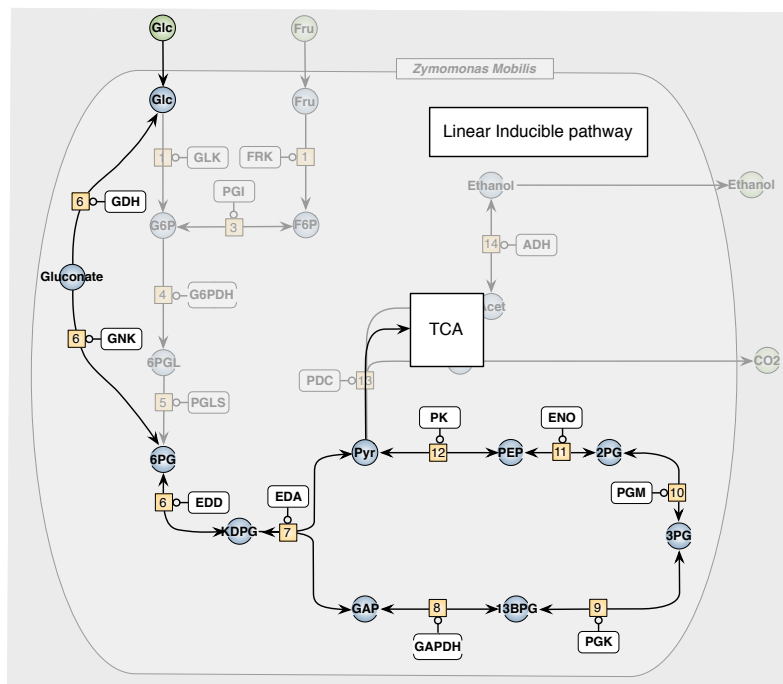 Glc
Fru
Zymomonas Mobilis
Glc
Fru
Linear Inducible pathway
1
GLK
FRK
1
Ethanol
Ethanol
PGI
6
GDH
G6P
3
F6P
14
ADH
Gluconate
4
G6PDH
Acet
TCA
6
GNK
6PGL
CO2
PDC
13
5
PGLS
PK
ENO
6PG
Pyr
12
PEP
11
2PG
6
EDD
EDA
PGM
10
KDPG
7
3PG
GAP
8
13BPG
9
GAPDH
PGK